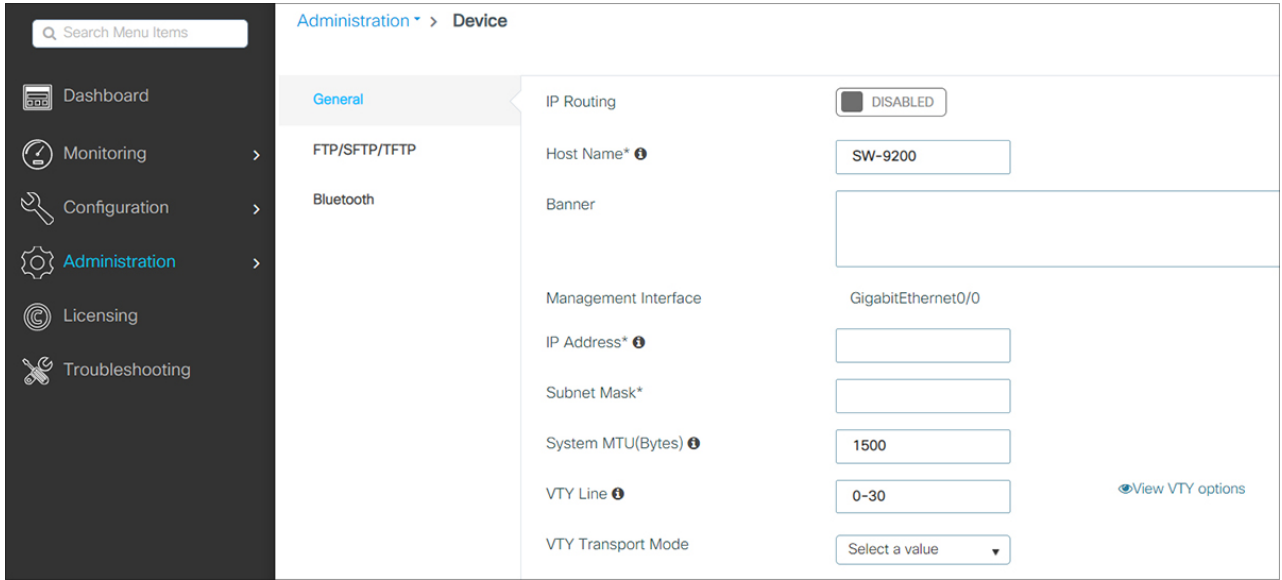 Search Menu Items
Dashboard
Monitoring
Configuration
Administration
Licensing
Troubleshooting
Administration > Device
General
FTP/SFTP/TFTP
Bluetooth
IP Routing DISABLED
Host Name* SW-9200
Banner
Management Interface GigabitEthernet0/0
IP Address*
Subnet Mask*
System MTU(Bytes) 1500
VTY Line 0-30 View VTY options
VTY Transport Mode Select a value